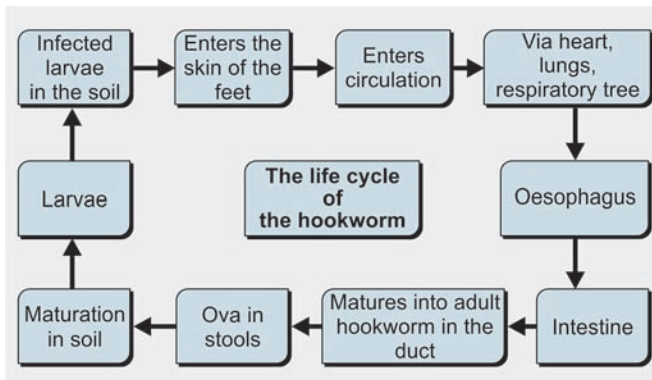 Infected
larvae
in the soil
Enters the
skin of the
feet
Enters
circulation
Via heart,
lungs,
respiratory tree
Larvae
The life cycle
of
the hookworm
Oesophagus
Maturation
in soil
Ova in
stools
Matures into adult
hookworm in the
duct
Intestine